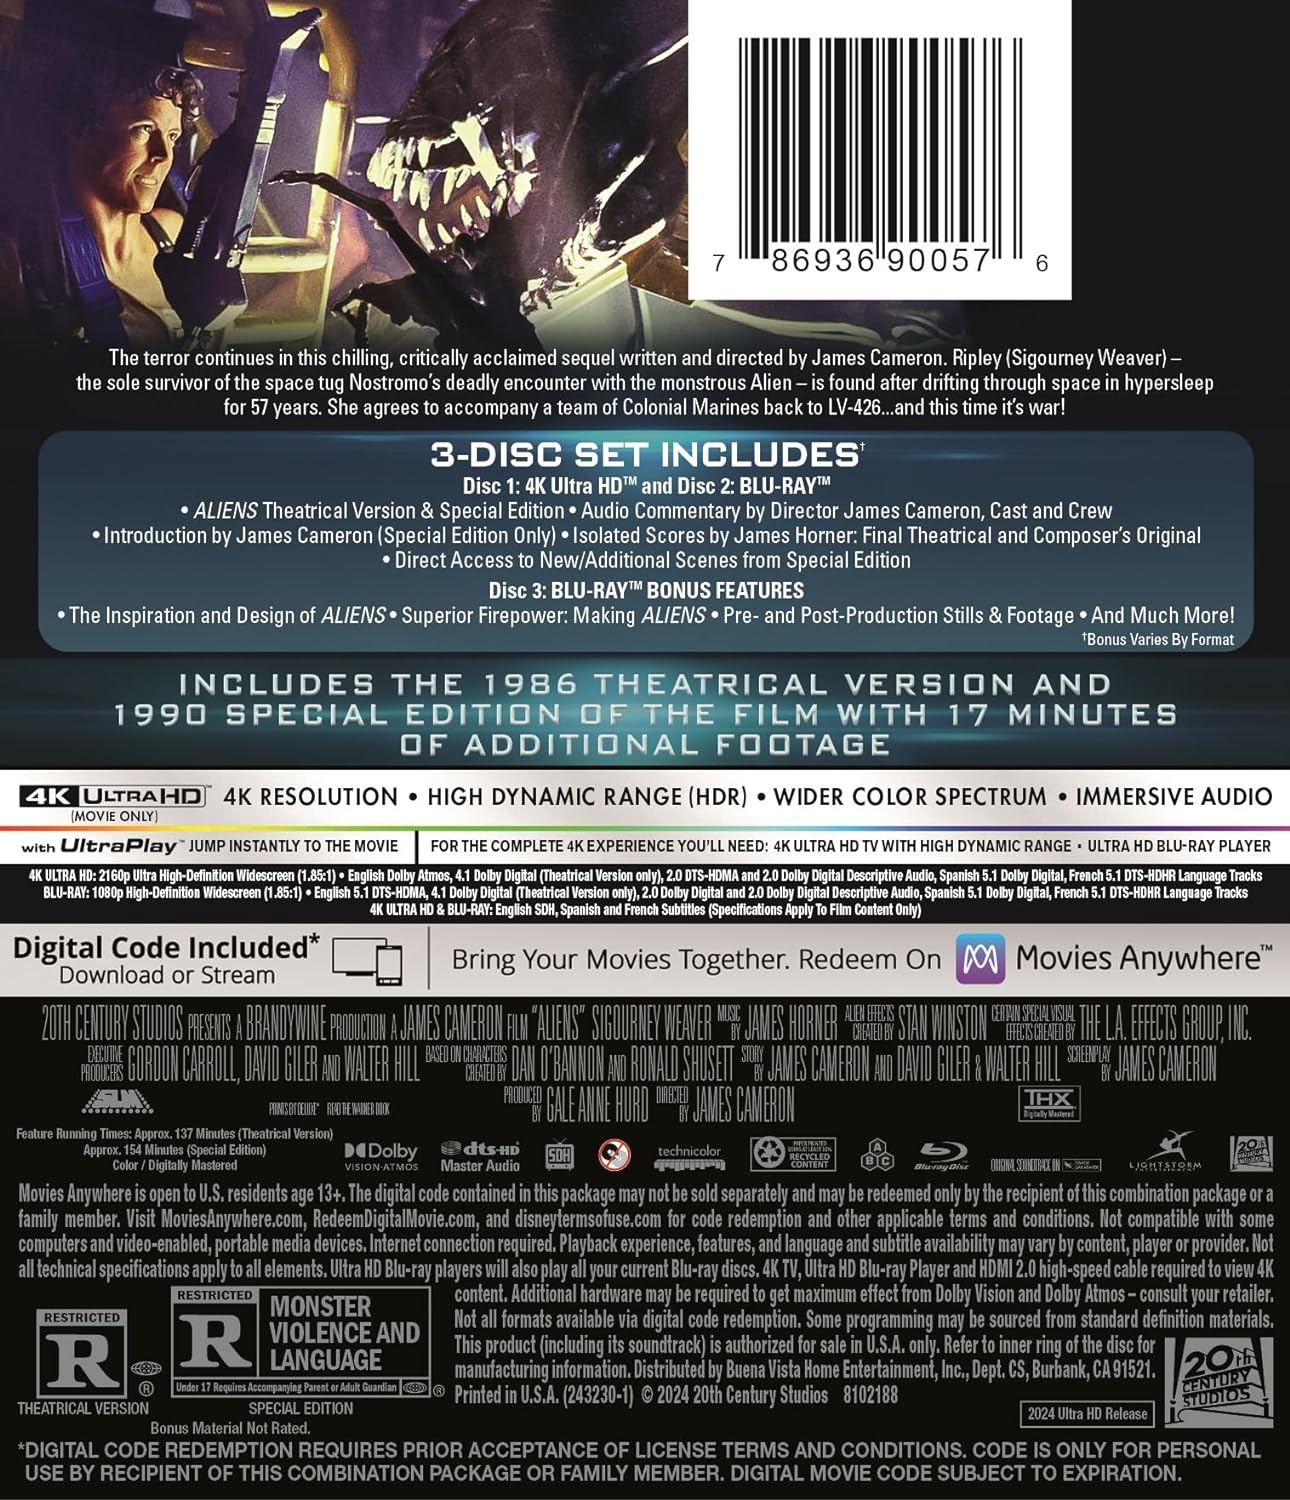 7 86936 90057 6
The terror continues in this chilling, critically acclaimed sequel written and directed by James Cameron. Ripley (Sigourney Weaver) –
the sole survivor of the space tug Nostromo's deadly encounter with the monstrous Alien – is found after drifting through space in hypersleep
for 57 years. She agrees to accompany a team of Colonial Marines back to LV-426...and this time it's war!
3-DISC SET INCLUDES†
Disc 1: 4K Ultra HD™ and Disc 2: BLU-RAY™
• ALIENS Theatrical Version & Special Edition • Audio Commentary by Director James Cameron, Cast and Crew
• Introduction by James Cameron (Special Edition Only) • Isolated Scores by James Horner: Final Theatrical and Composer's Original
• Direct Access to New/Additional Scenes from Special Edition
Disc 3: BLU-RAY™ BONUS FEATURES
• The Inspiration and Design of ALIENS • Superior Firepower: Making ALIENS • Pre- and Post-Production Stills & Footage • And Much More!
†Bonus Varies By Format
INCLUDES THE 1986 THEATRICAL VERSION AND
1990 SPECIAL EDITION OF THE FILM WITH 17 MINUTES
OF ADDITIONAL FOOTAGE
4K ULTRA HD™ 4K RESOLUTION • HIGH DYNAMIC RANGE (HDR) • WIDER COLOR SPECTRUM • IMMERSIVE AUDIO
(MOVIE ONLY)
with UltraPlay™ JUMP INSTANTLY TO THE MOVIE FOR THE COMPLETE 4K EXPERIENCE YOU'LL NEED: 4K ULTRA HD TV WITH HIGH DYNAMIC RANGE • ULTRA HD BLU-RAY PLAYER
4K ULTRA HD: 2160p Ultra High-Definition Widescreen (1.85:1) • English Dolby Atmos, 4.1 Dolby Digital (Theatrical Version only), 2.0 DTS-HDMA and 2.0 Dolby Digital Descriptive Audio, Spanish 5.1 Dolby Digital, French 5.1 DTS-HDHR Language Tracks
BLU-RAY: 1080p High-Definition Widescreen (1.85:1) • English 5.1 DTS-HDMA, 4.1 Dolby Digital (Theatrical Version only), 2.0 Dolby Digital and 2.0 Dolby Digital Descriptive Audio, Spanish 5.1 Dolby Digital, French 5.1 DTS-HDHR Language Tracks
4K ULTRA HD & BLU-RAY: English SDH, Spanish and French Subtitles (Specifications Apply To Film Content Only)
Digital Code Included*
Download or Stream
Bring Your Movies Together. Redeem On Movies Anywhere™
20TH CENTURY STUDIOS PRESENTS A BRANDYWINE PRODUCTION A JAMES CAMERON FILM "ALIENS" SIGOURNEY WEAVER MUSIC BY JAMES HORNER ALIEN EFFECTS CREATED BY STAN WINSTON CERTAIN SPECIAL VISUAL EFFECTS CREATED BY THE L.A. EFFECTS GROUP, INC.
EXECUTIVE PRODUCERS GORDON CARROLL, DAVID GILER AND WALTER HILL BASED ON CHARACTERS CREATED BY DAN O'BANNON AND RONALD SHUSETT STORY BY JAMES CAMERON AND DAVID GILER & WALTER HILL SCREENPLAY BY JAMES CAMERON
SLM PRINTS BY DELUXE® READ THE WARNER BOOK PRODUCED BY GALE ANNE HURD DIRECTED BY JAMES CAMERON THX
Digitally Mastered
Feature Running Times: Approx. 137 Minutes (Theatrical Version)
Approx. 154 Minutes (Special Edition)
Color / Digitally Mastered
Dolby
VISION·ATMOS
dts-HD
Master Audio
SDH
technicolor
RECYCLED
CONTENT
A
B C
Blu-ray Disc
ORIGINAL SOUNDTRACK ON
LIGHTSTORM
ENTERTAINMENT
20th
CENTURY
STUDIOS
Movies Anywhere is open to U.S. residents age 13+. The digital code contained in this package may not be sold separately and may be redeemed only by the recipient of this combination package or a
family member. Visit MoviesAnywhere.com, RedeemDigitalMovie.com, and disneytermsofuse.com for code redemption and other applicable terms and conditions. Not compatible with some
computers and video-enabled, portable media devices. Internet connection required. Playback experience, features, and language and subtitle availability may vary by content, player or provider. Not
all technical specifications apply to all elements. Ultra HD Blu-ray players will also play all your current Blu-ray discs. 4K TV, Ultra HD Blu-ray Player and HDMI 2.0 high-speed cable required to view 4K
content. Additional hardware may be required to get maximum effect from Dolby Vision and Dolby Atmos – consult your retailer.
Not all formats available via digital code redemption. Some programming may be sourced from standard definition materials.
This product (including its soundtrack) is authorized for sale in U.S.A. only. Refer to inner ring of the disc for
manufacturing information. Distributed by Buena Vista Home Entertainment, Inc., Dept. CS, Burbank, CA 91521.
Printed in U.S.A. (243230-1) © 2024 20th Century Studios 8102188
RESTRICTED
R
®
THEATRICAL VERSION
RESTRICTED
R
MONSTER
VIOLENCE AND
LANGUAGE
Under 17 Requires Accompanying Parent or Adult Guardian
®
SPECIAL EDITION
Bonus Material Not Rated.
2024 Ultra HD Release
20th
CENTURY
STUDIOS
*DIGITAL CODE REDEMPTION REQUIRES PRIOR ACCEPTANCE OF LICENSE TERMS AND CONDITIONS. CODE IS ONLY FOR PERSONAL
USE BY RECIPIENT OF THIS COMBINATION PACKAGE OR FAMILY MEMBER. DIGITAL MOVIE CODE SUBJECT TO EXPIRATION.